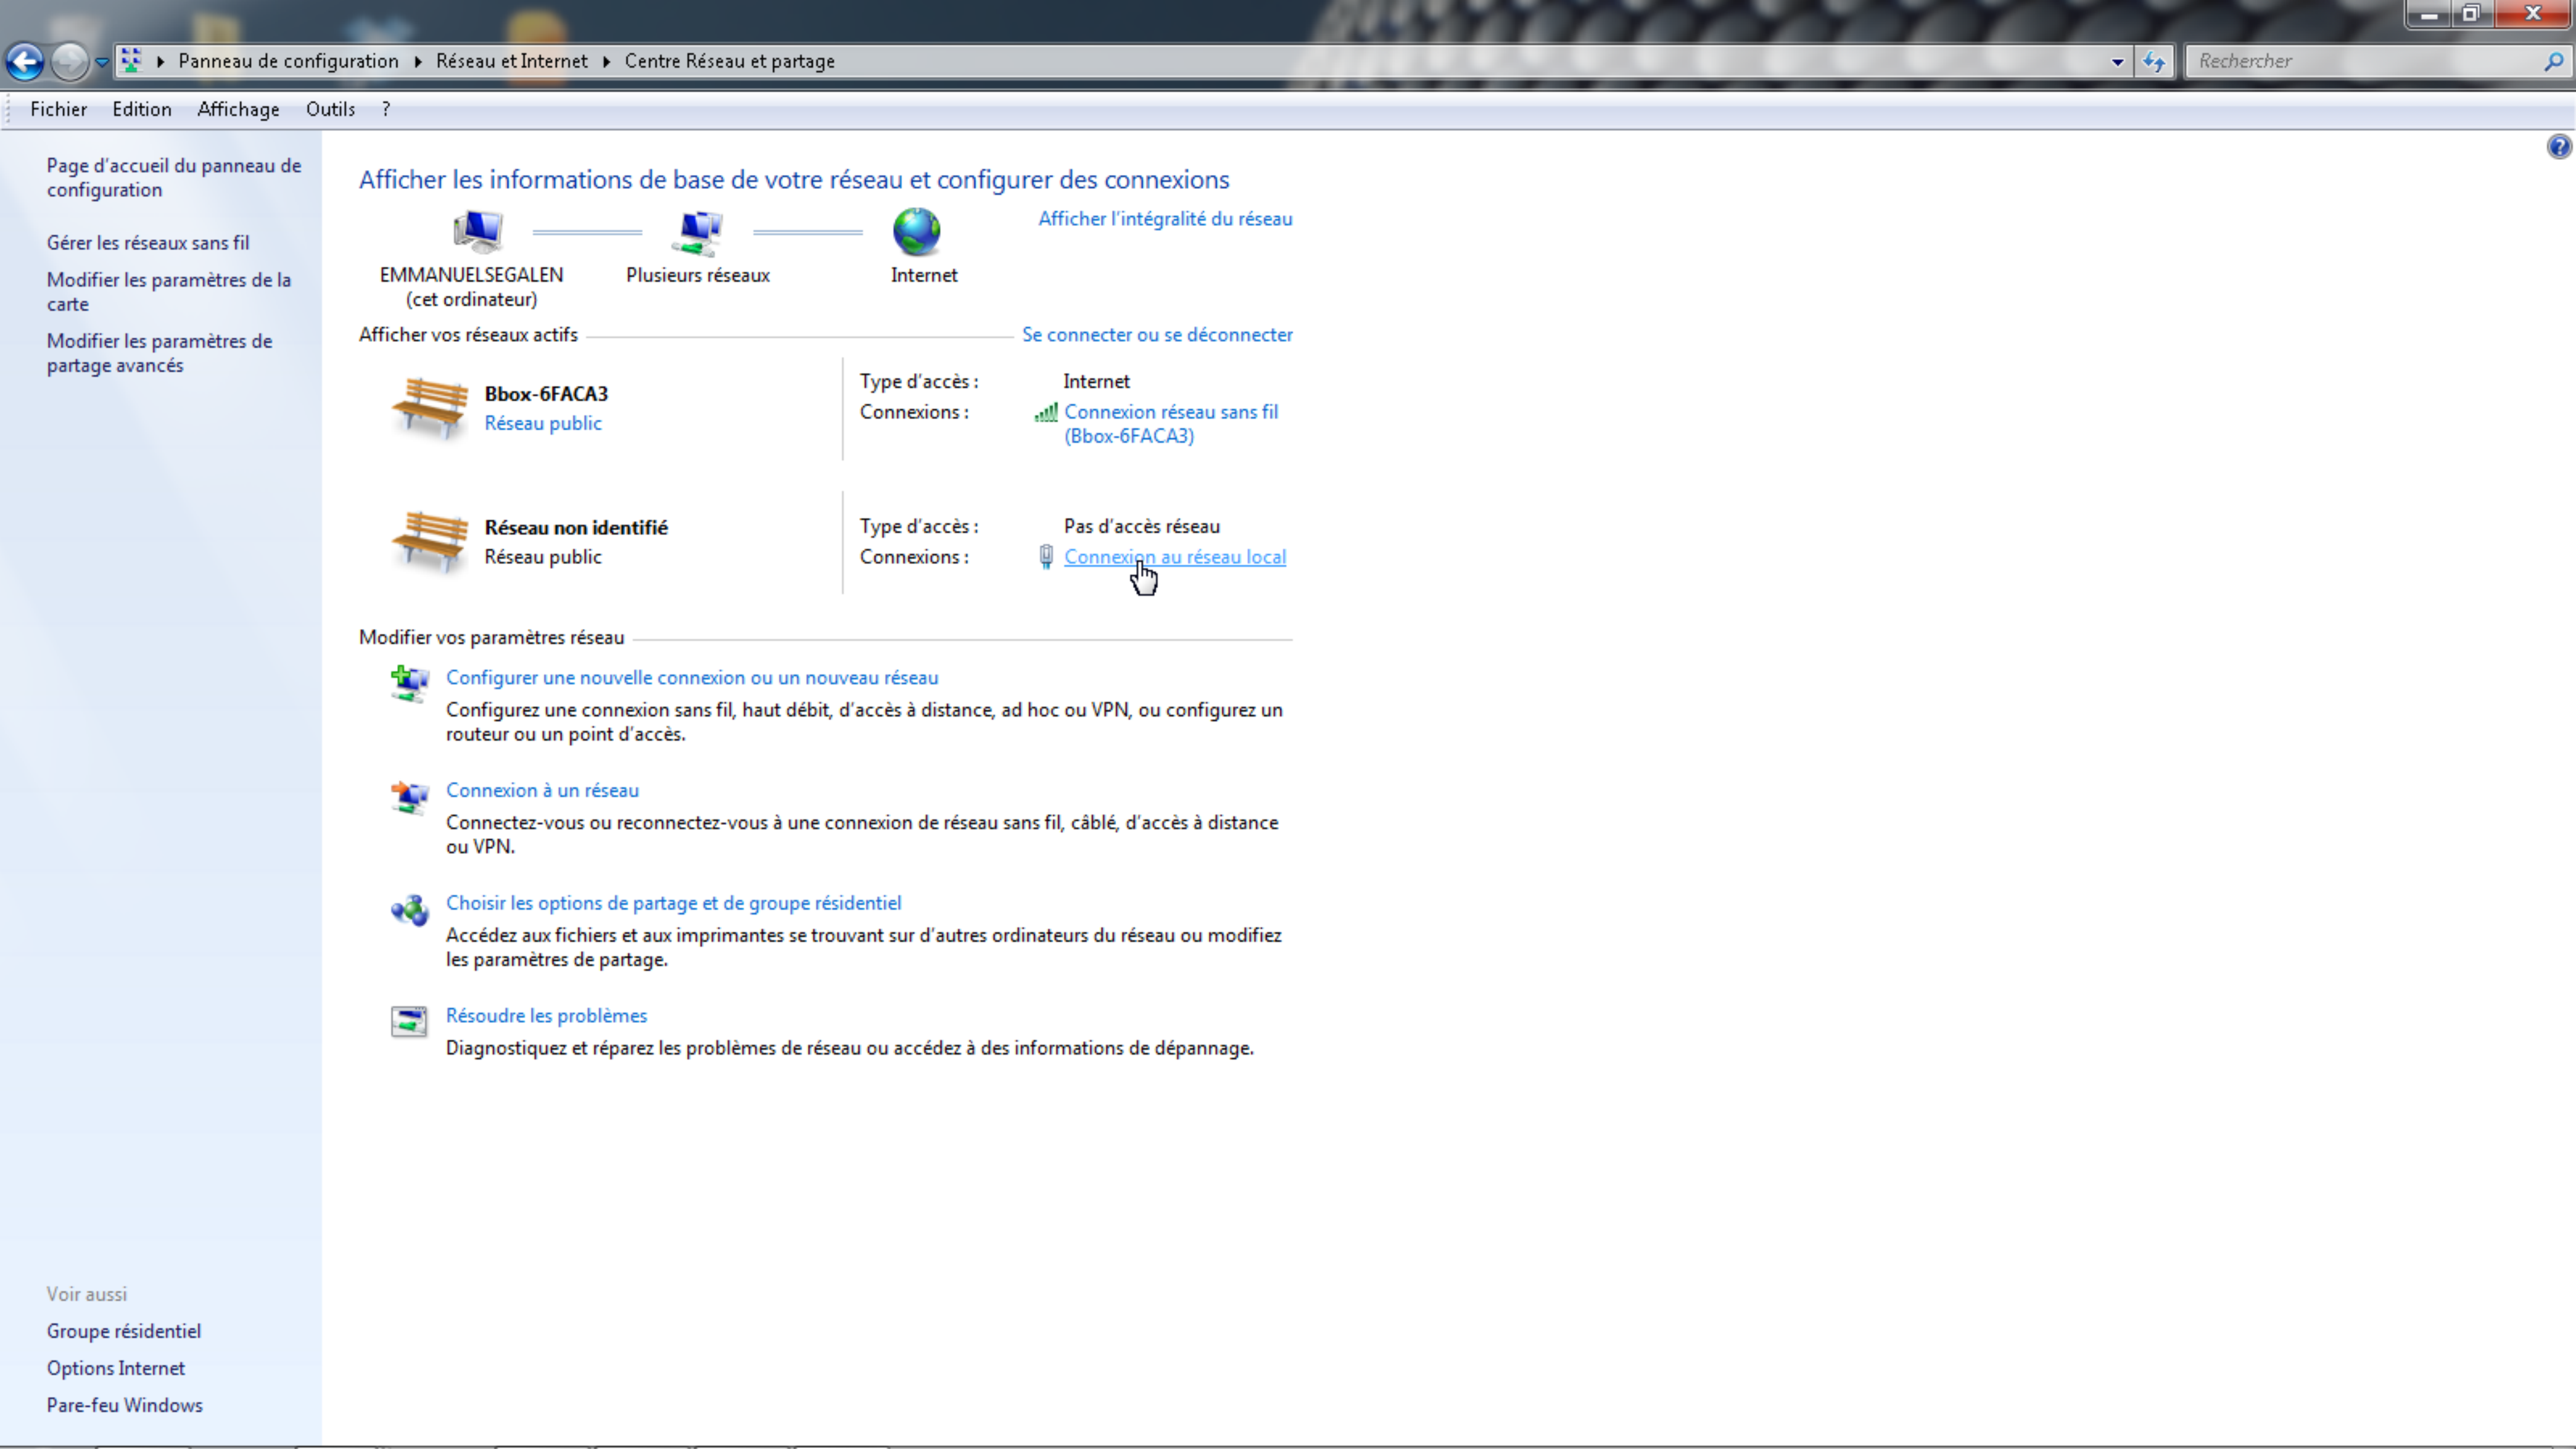 Panneau de configuration
Réseau et Internet
Centre Réseau et partage
Rechercher
Fichier
Edition
Affichage
Outils
?
Page d'accueil du panneau de
configuration
Gérer les réseaux sans fil
Modifier les paramètres de la
carte
Modifier les paramètres de
partage avancés
Afficher les informations de base de votre réseau et configurer des connexions
Afficher l'intégralité du réseau
EMMANUELSEGALEN
(cet ordinateur)
Plusieurs réseaux
Internet
Afficher vos réseaux actifs
Se connecter ou se déconnecter
Bbox-6FACA3
Réseau public
Type d'accès :
Internet
Connexions :
Connexion réseau sans fil
(Bbox-6FACA3)
Réseau non identifié
Réseau public
Type d'accès :
Pas d'accès réseau
Connexions :
Connexion au réseau local
Modifier vos paramètres réseau
Configurer une nouvelle connexion ou un nouveau réseau
Configurez une connexion sans fil, haut débit, d'accès à distance, ad hoc ou VPN, ou configurez un
routeur ou un point d'accès.
Connexion à un réseau
Connectez-vous ou reconnectez-vous à une connexion de réseau sans fil, câblé, d'accès à distance
ou VPN.
Choisir les options de partage et de groupe résidentiel
Accédez aux fichiers et aux imprimantes se trouvant sur d'autres ordinateurs du réseau ou modifiez
les paramètres de partage.
Résoudre les problèmes
Diagnostiquez et réparez les problèmes de réseau ou accédez à des informations de dépannage.
Voir aussi
Groupe résidentiel
Options Internet
Pare-feu Windows